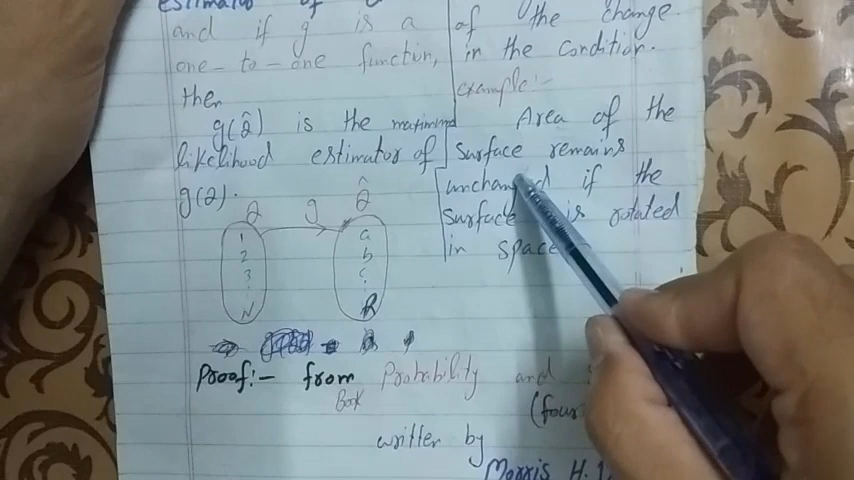 estimator of
and if g is a
one-to-one function,
then
g(∂̂) is the maximum
likelihood estimator of
g(∂).
∂ g ∂̂
1 a
2 b
3 c
N R
of the change
in the condition.
example:-
Area of the
surface remains
unchanged if the
surface is rotated
in space
Proof:- from Probability and
Book
(four
written by
Morris H.